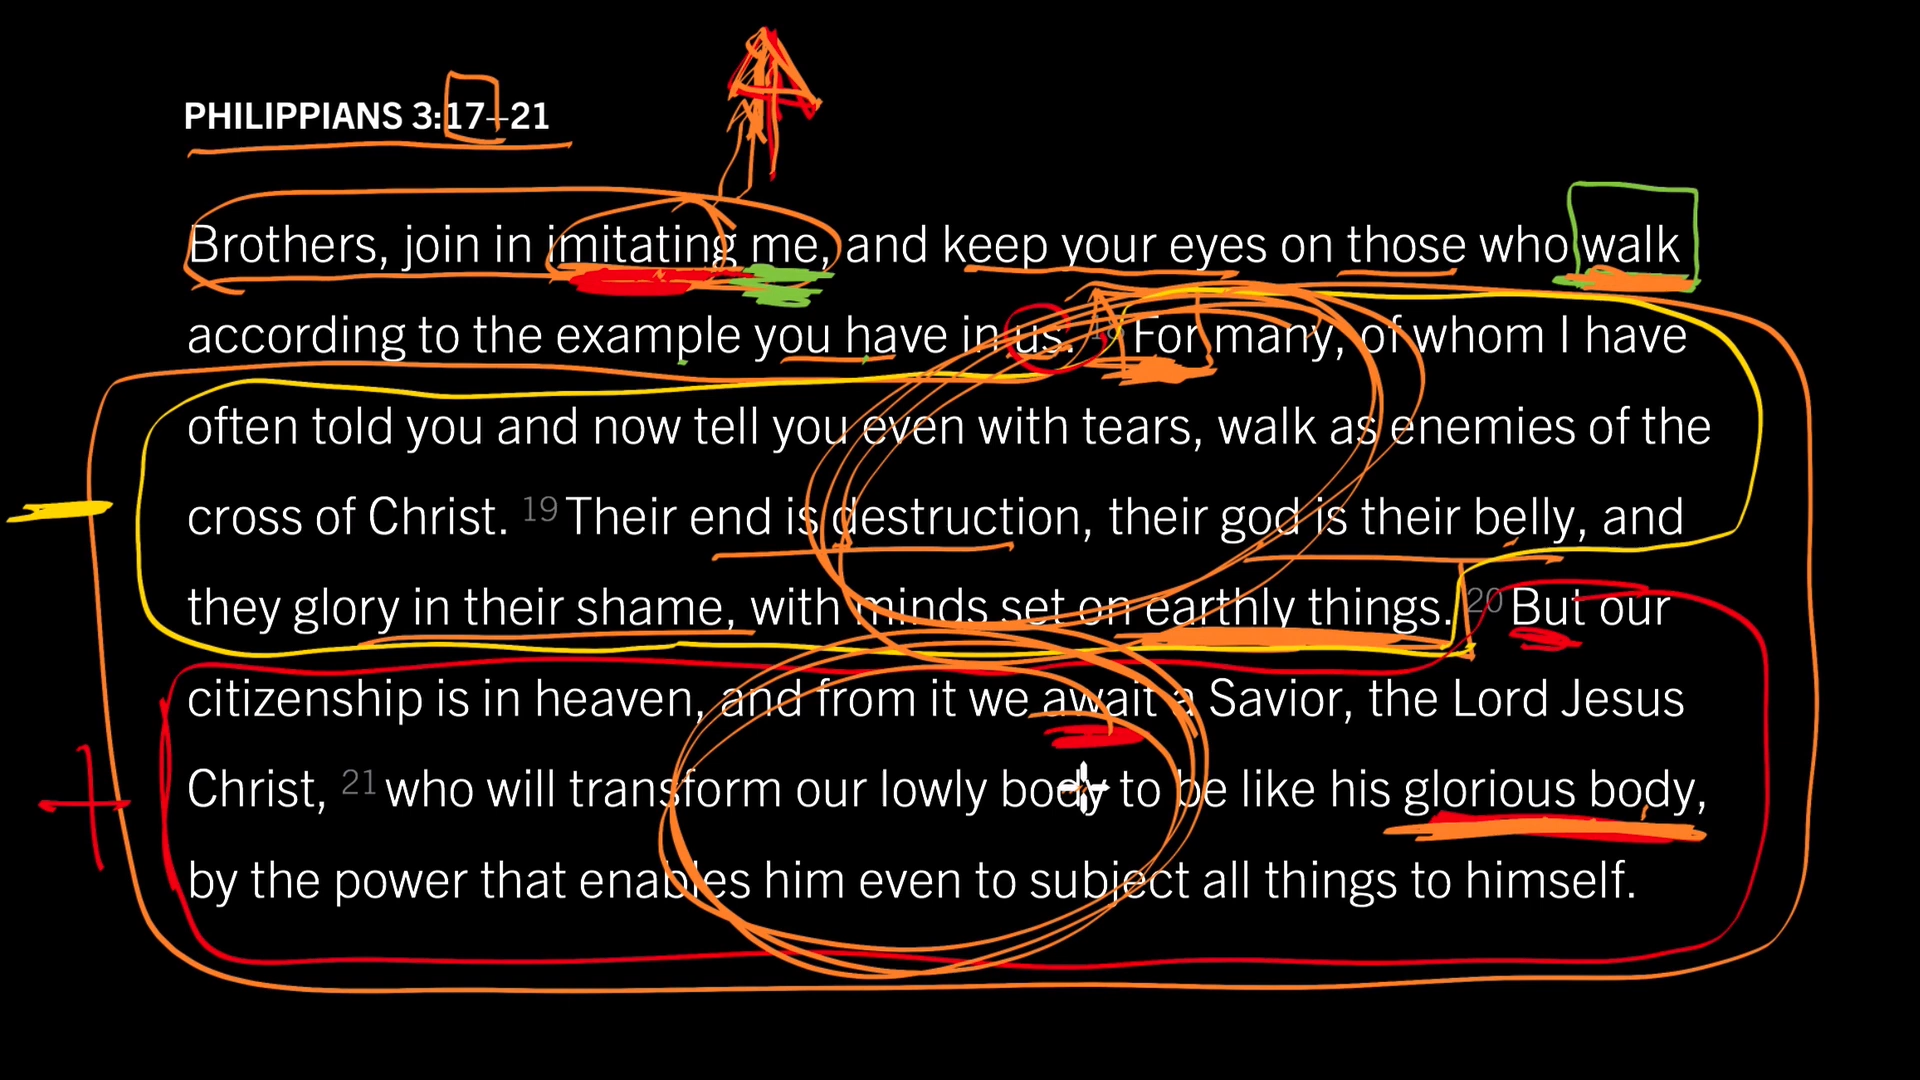 PHILIPPIANS 3:17–21
Brothers, join in imitating me, and keep your eyes on those who walk
according to the example you have in us. 18 For many, of whom I have
often told you and now tell you even with tears, walk as enemies of the
cross of Christ. 19 Their end is destruction, their god is their belly, and
they glory in their shame, with minds set on earthly things. 20 But our
citizenship is in heaven, and from it we await a Savior, the Lord Jesus
Christ, 21 who will transform our lowly body to be like his glorious body,
by the power that enables him even to subject all things to himself.